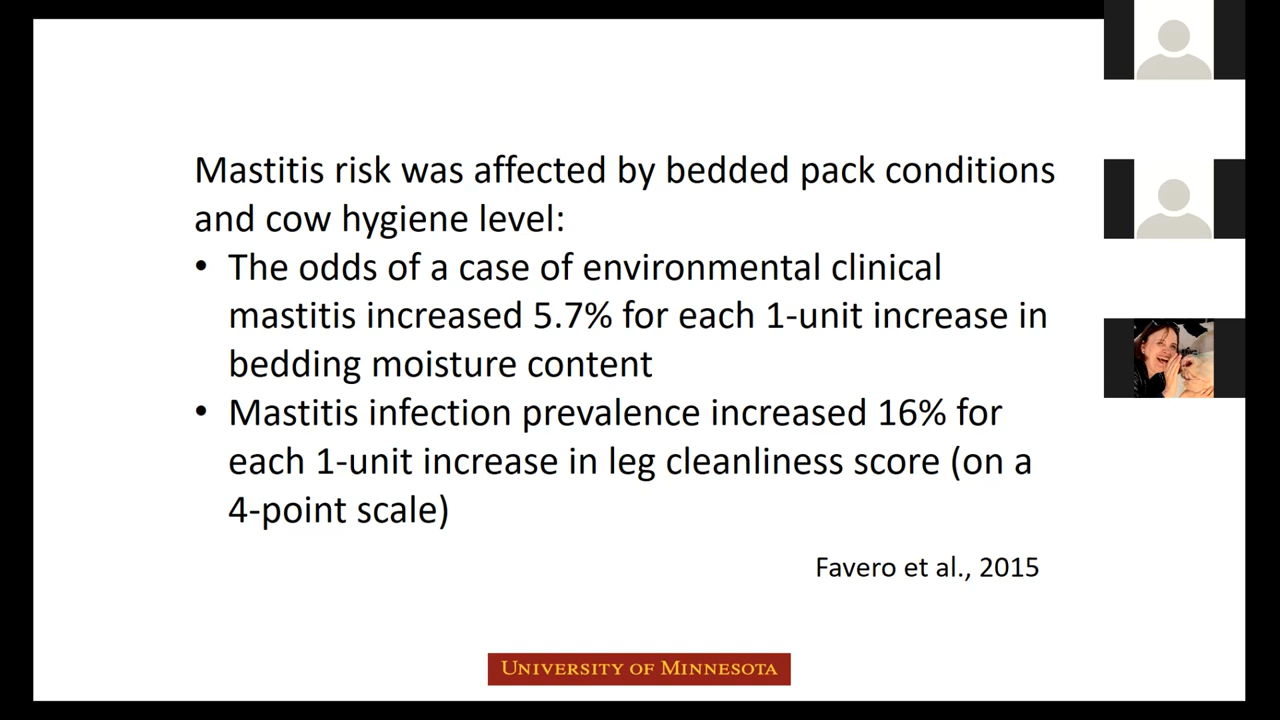 Mastitis risk was affected by bedded pack conditions
and cow hygiene level:
• The odds of a case of environmental clinical
mastitis increased 5.7% for each 1-unit increase in
bedding moisture content
• Mastitis infection prevalence increased 16% for
each 1-unit increase in leg cleanliness score (on a
4-point scale)
Favero et al., 2015
UNIVERSITY OF MINNESOTA